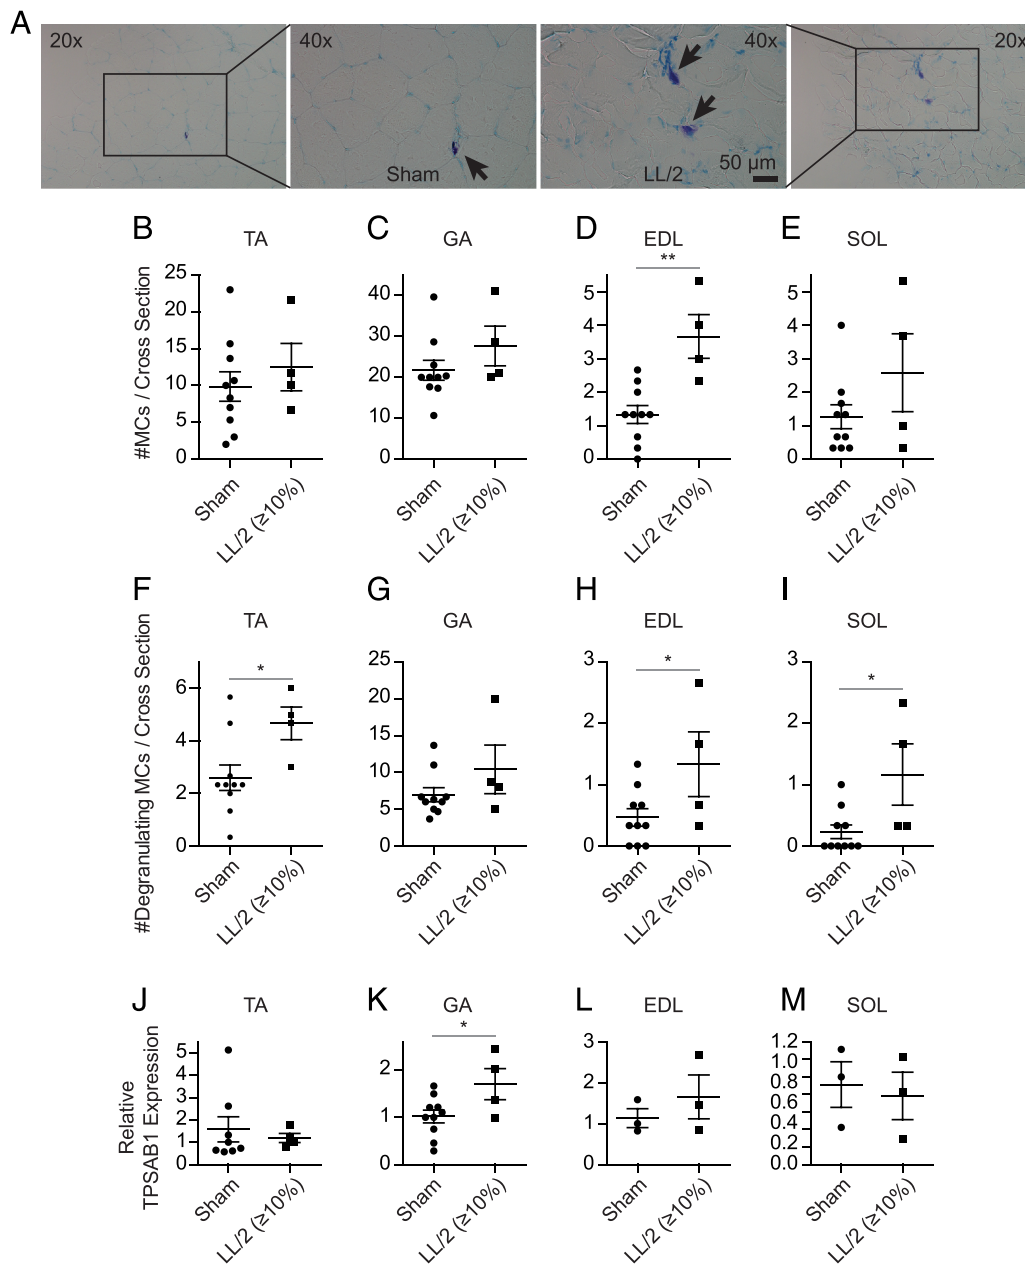 A
20x
40x
40x
20x
Sham
LL/2
50 µm
B
TA
C
GA
D
EDL
E
SOL
#MCs / Cross Section
25
20
15
10
5
0
40
30
20
10
0
**
5
4
3
2
1
0
5
4
3
2
1
0
Sham
LL/2 (≥10%)
Sham
LL/2 (≥10%)
Sham
LL/2 (≥10%)
Sham
LL/2 (≥10%)
F
TA
G
GA
H
EDL
I
SOL
#Degranulating MCs / Cross Section
*
6
4
2
0
25
20
15
10
5
0
*
3
2
1
0
*
3
2
1
0
Sham
LL/2 (≥10%)
Sham
LL/2 (≥10%)
Sham
LL/2 (≥10%)
Sham
LL/2 (≥10%)
J
TA
K
GA
L
EDL
M
SOL
Relative
TPSAB1 Expression
5
4
3
2
1
0
*
2
1
0
3
2
1
0
1.2
1.0
0.8
0.6
0.4
0.2
0.0
Sham
LL/2 (≥10%)
Sham
LL/2 (≥10%)
Sham
LL/2 (≥10%)
Sham
LL/2 (≥10%)